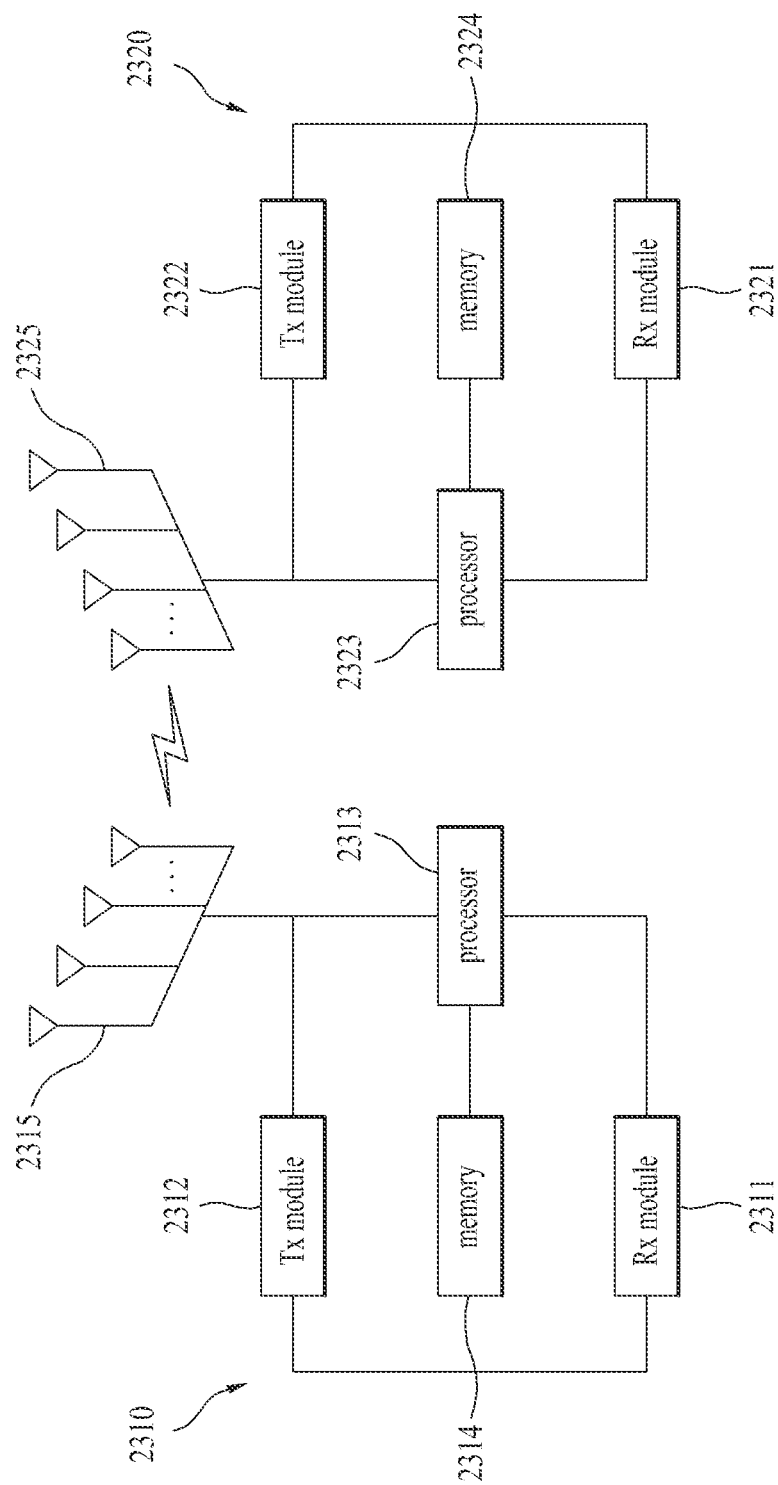 2315
2325
2310
2320
...
...
2312
2322
Tx module
Tx module
2313
2323
2314
memory
processor
processor
memory
2324
Rx module
Rx module
2311
2321